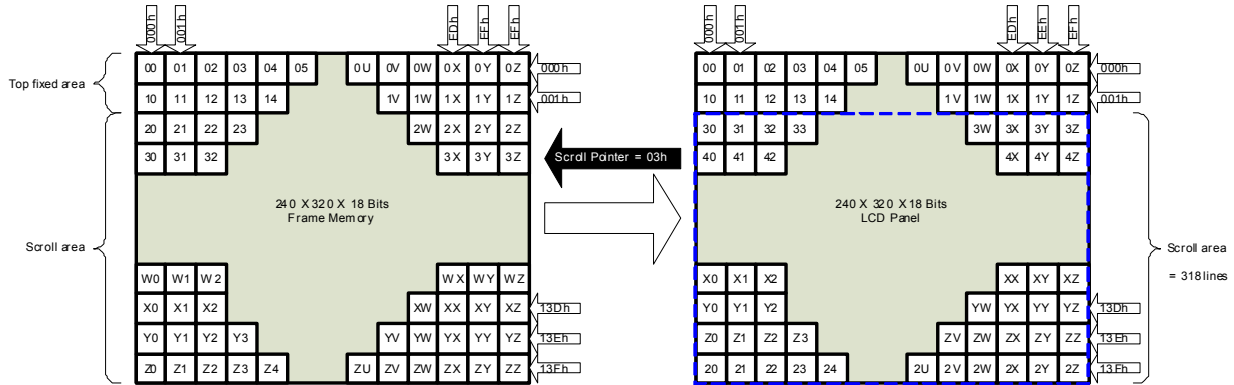 000h 001h EDh EFh EFh 000h 001h EDh EEh EFh
00 01 02 03 04 05 0U 0V 0W 0X 0Y 0Z 000h 00 01 02 03 04 05 0U 0V 0W 0X 0Y 0Z 000h
Top fixed area
10 11 12 13 14 1V 1W 1X 1Y 1Z 001h 10 11 12 13 14 1V 1W 1X 1Y 1Z 001h
20 21 22 23 2W 2X 2Y 2Z 30 31 32 33 3W 3X 3Y 3Z
30 31 32 3X 3Y 3Z Scroll Pointer = 03h 40 41 42 4X 4Y 4Z
240 X 320 X 18 Bits
Frame Memory
240 X 320 X 18 Bits
LCD Panel
Scroll area
Scroll area
= 318 lines
W0 W1 W2 WX WY WZ X0 X1 X2 XX XY XZ
X0 X1 X2 XW XX XY XZ 13Dh Y0 Y1 Y2 YW YX YY YZ 13Dh
Y0 Y1 Y2 Y3 YV YW YX YY YZ 13Eh Z0 Z1 Z2 Z3 ZV ZW ZX ZY ZZ 13Eh
Z0 Z1 Z2 Z3 Z4 ZU ZV ZW ZX ZY ZZ 13Fh 20 21 22 23 24 2U 2V 2W 2X 2Y 2Z 13Fh